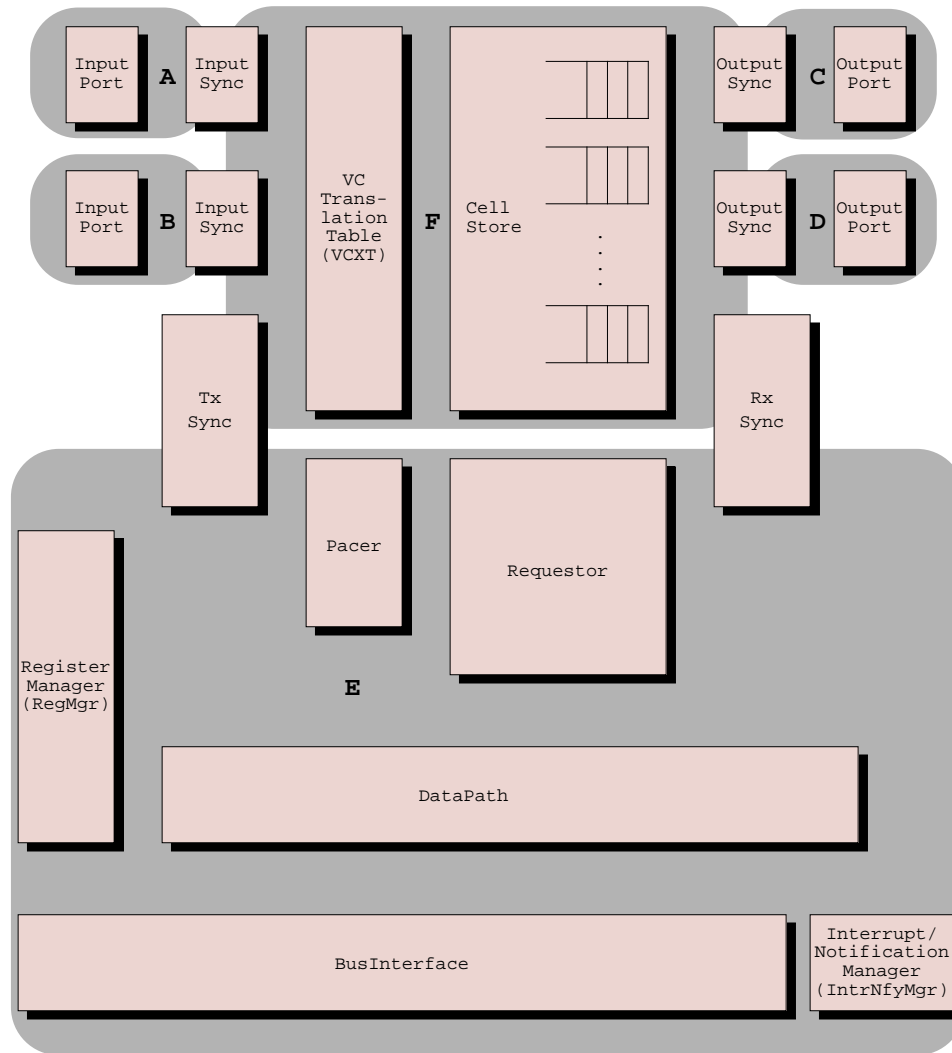 Input
Port
A
Input
Sync
VC
Trans-
lation
Table
(VCXT)
F
Cell
Store
Output
Sync
C
Output
Port
Input
Port
B
Input
Sync
Output
Sync
D
Output
Port
Tx
Sync
Rx
Sync
Pacer
Requestor
Register
Manager
(RegMgr)
E
DataPath
BusInterface
Interrupt/
Notification
Manager
(IntrNfyMgr)